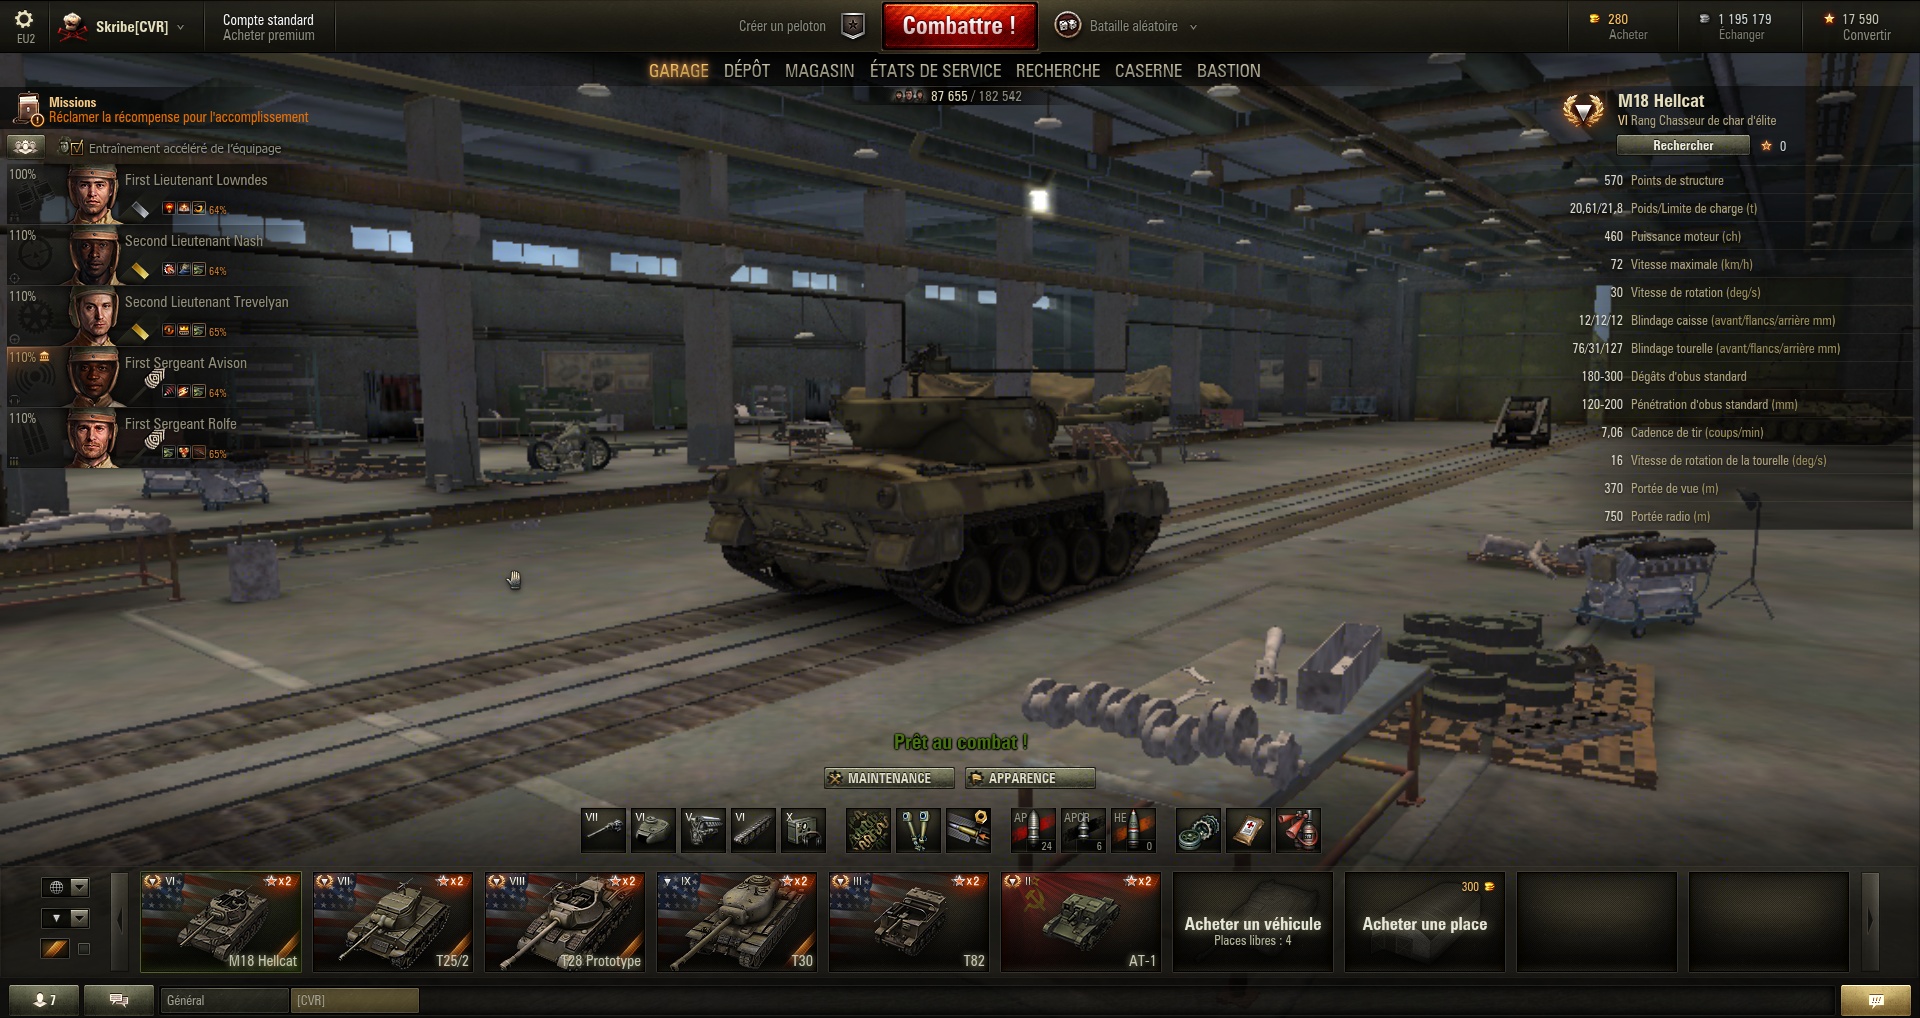 EU2
Skribe[CVR]
Compte standard
Acheter premium
Créer un peloton
Combattre !
Bataille aléatoire
280
Acheter
1 195 179
Échanger
17 590
Convertir
GARAGE DÉPÔT MAGASIN ÉTATS DE SERVICE RECHERCHE CASERNE BASTION
87 655 / 182 542
Missions
Réclamer la récompense pour l'accomplissement
Entraînement accéléré de l'équipage
100%
First Lieutenant Lowndes
64%
110%
Second Lieutenant Nash
64%
110%
Second Lieutenant Trevelyan
65%
110%
First Sergeant Avison
64%
110%
First Sergeant Rolfe
65%
M18 Hellcat
VI Rang Chasseur de char d'élite
Rechercher
0
570 Points de structure
20,61/21,8 Poids/Limite de charge (t)
460 Puissance moteur (ch)
72 Vitesse maximale (km/h)
30 Vitesse de rotation (deg/s)
12/12/12 Blindage caisse (avant/flancs/arrière mm)
76/31/127 Blindage tourelle (avant/flancs/arrière mm)
180-300 Dégâts d'obus standard
120-200 Pénétration d'obus standard (mm)
7,06 Cadence de tir (coups/min)
16 Vitesse de rotation de la tourelle (deg/s)
370 Portée de vue (m)
750 Portée radio (m)
Prêt au combat !
MAINTENANCE
APPARENCE
VII
VI
V
VI
X
AP
24
APCR
6
HE
0
VI
x2
M18 Hellcat
VII
x2
T25/2
VIII
x2
T28 Prototype
IX
x2
T30
III
x2
T82
II
x2
AT-1
Acheter un véhicule
Places libres : 4
300
Acheter une place
7
Général
[CVR]